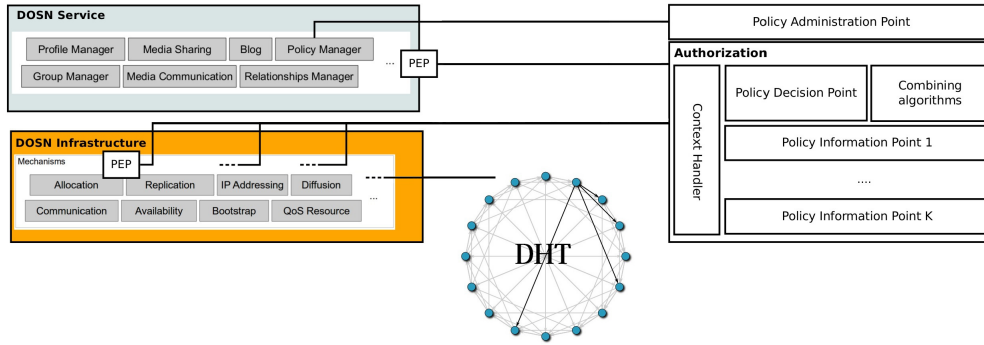 DOSN Service
Profile Manager
Media Sharing
Blog
Policy Manager
...
Group Manager
Media Communication
Relationships Manager
PEP
Policy Administration Point
Authorization
Context Handler
Policy Decision Point
Combining
algorithms
Policy Information Point 1
....
Policy Information Point K
DOSN Infrastructure
Mechanisms
PEP
Allocation
Replication
IP Addressing
Diffusion
...
Communication
Availability
Bootstrap
QoS Resource
DHT